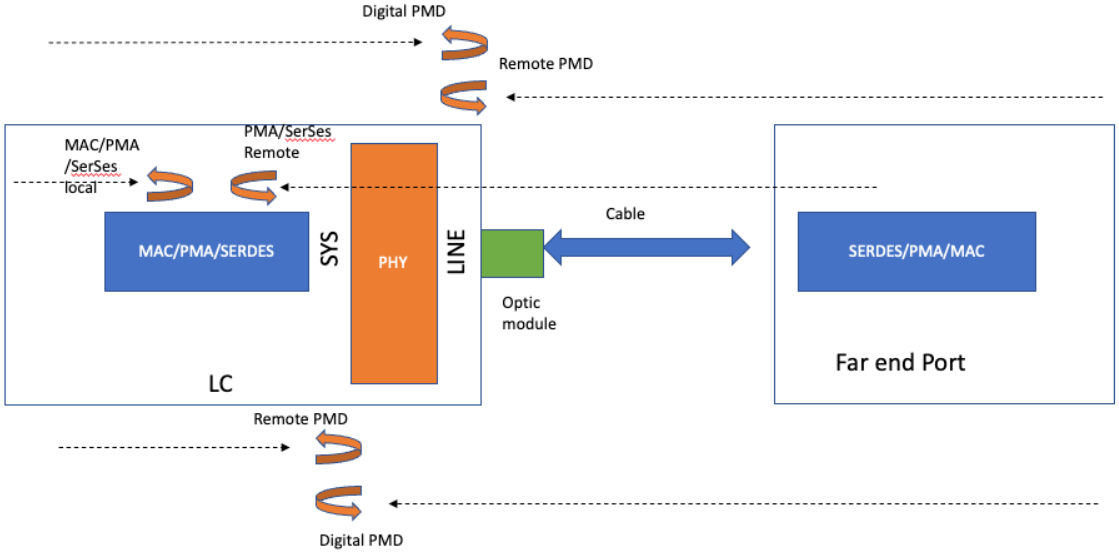 Digital PMD
Remote PMD
MAC/PMA
/SerSes
local
PMA/SerSes
Remote
MAC/PMA/SERDES
SYS
PHY
LINE
Optic
module
Cable
SERDES/PMA/MAC
Far end Port
LC
Remote PMD
Digital PMD